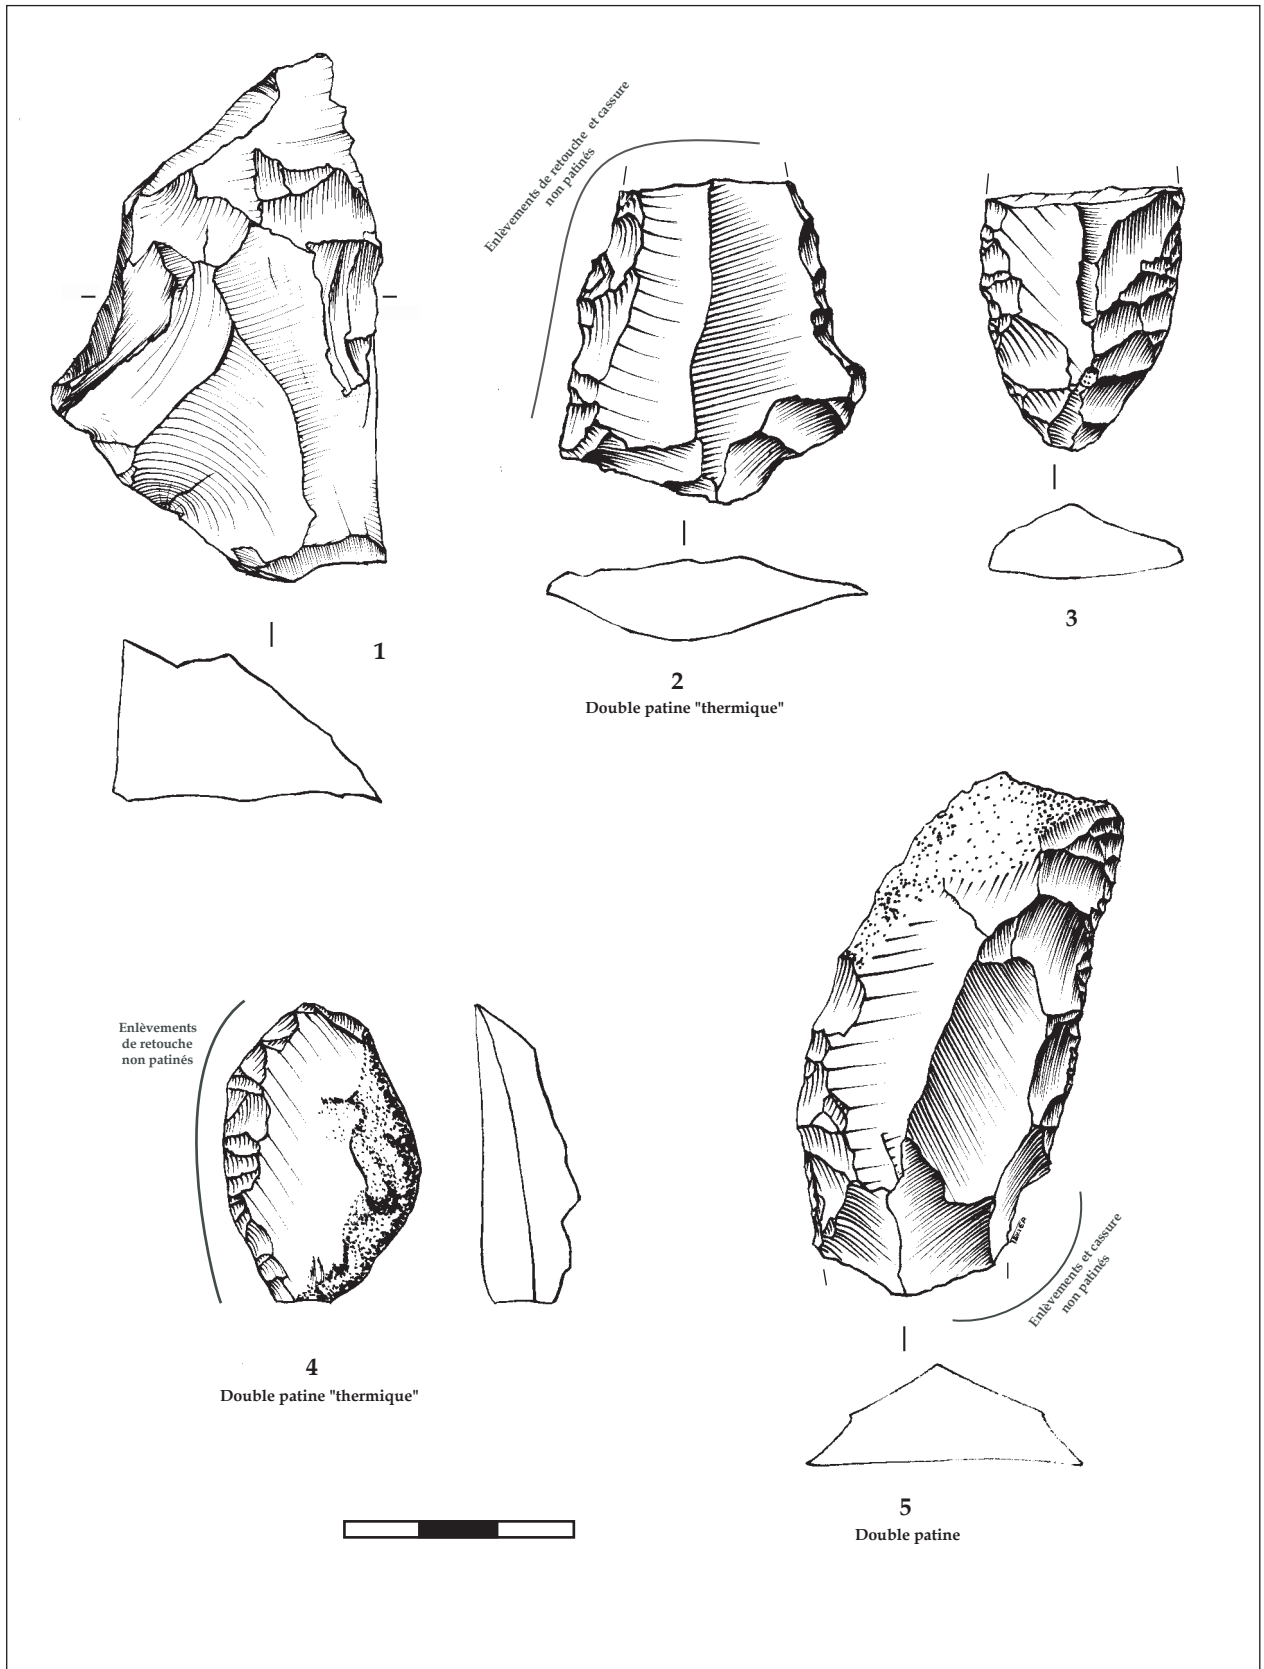 Enlèvements de retouche et cassure
non patinés
1
2
Double patine "thermique"
3
Enlèvements
de retouche
non patinés
4
Double patine "thermique"
Enlèvements et cassure
non patinés
5
Double patine